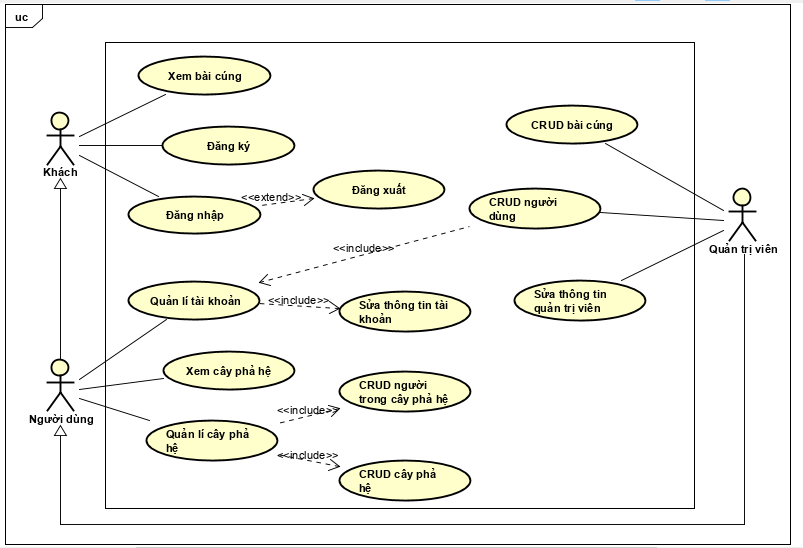 uc
Xem bài cúng
CRUD bài cúng
Khách
Đăng ký
Đăng nhập
<<extend>>
Đăng xuất
CRUD người
dùng
Quản trị viên
<<include>>
Quản lí tài khoản
<<include>>
Sửa thông tin tài
khoản
Sửa thông tin
quản trị viên
Xem cây phả hệ
CRUD người
trong cây phả hệ
Người dùng
<<include>>
Quản lí cây phả
hệ
<<include>>
CRUD cây phả
hệ